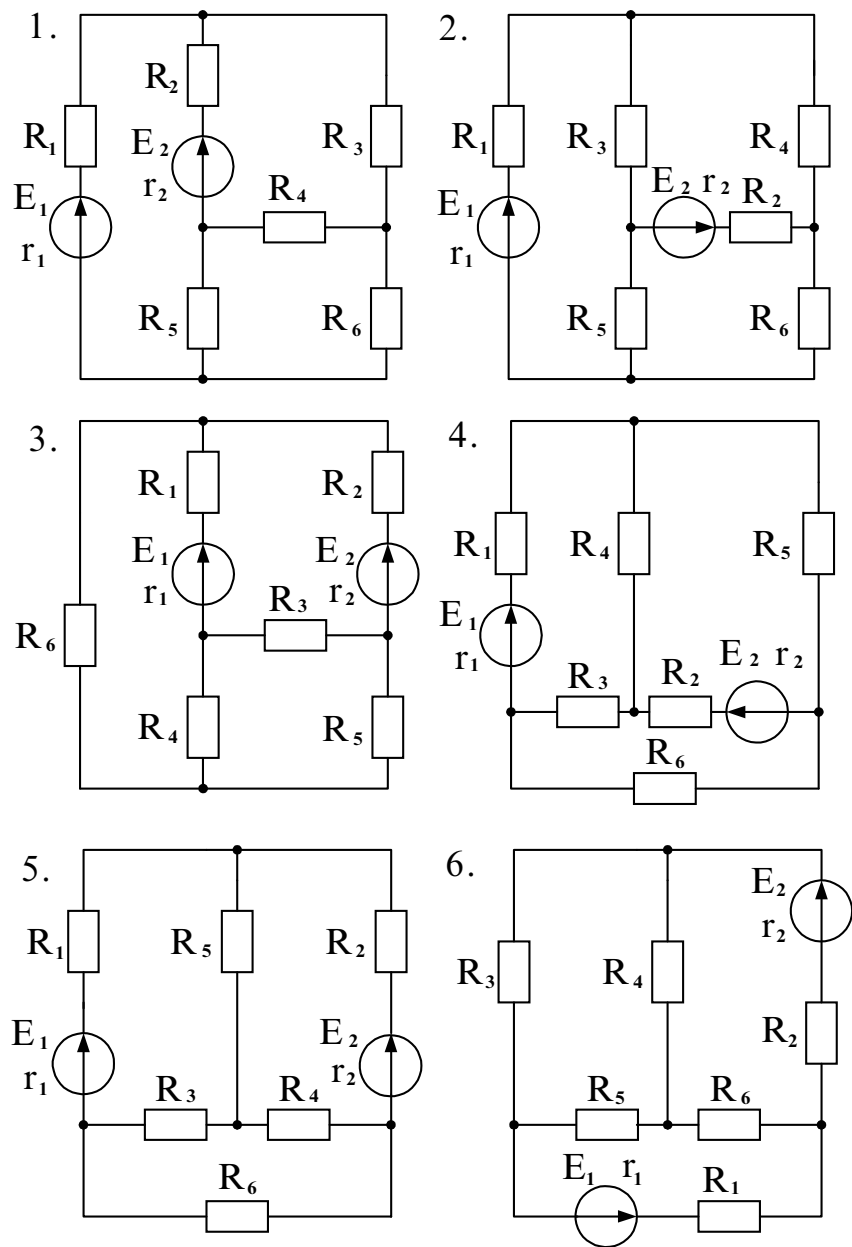 1.
R₂
R₁
E₂
r₂
R₃
E₁
r₁
R₄
R₅
R₆
2.
R₁
R₃
R₄
E₁
r₁
E₂ r₂
R₂
R₅
R₆
3.
R₁
R₂
E₁
r₁
E₂
r₂
R₃
R₆
R₄
R₅
4.
R₁
R₄
R₅
E₁
r₁
R₃
R₂
E₂ r₂
R₆
5.
R₁
R₅
R₂
E₁
r₁
E₂
r₂
R₃
R₄
R₆
6.
E₂
r₂
R₃
R₄
R₂
R₅
R₆
E₁ r₁
R₁